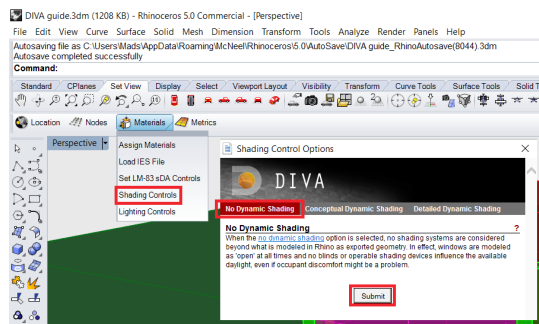 DIVA guide.3dm (1208 KB) - Rhinoceros 5.0 Commercial - [Perspective]
File Edit View Curve Surface Solid Mesh Dimension Transform Tools Analyze Render Panels Help
Autosaving file as C:\Users\Mads\AppData\Roaming\McNeel\Rhinoceros\5.0\AutoSave\DIVA guide_RhinoAutosave(8044).3dm
Autosave completed successfully
Command:
Standard CPlanes Set View Display Select Viewport Layout Visibility Transform Curve Tools Surface Tools Solid T
Location Nodes Materials Metrics
Perspective
Assign Materials
Load IES File
Set LM-83 sDA Controls
Shading Controls
Lighting Controls
Shading Control Options
DIVA
No Dynamic Shading Conceptual Dynamic Shading Detailed Dynamic Shading
No Dynamic Shading ?
When the no dynamic shading option is selected, no shading systems are considered
beyond what is modeled in Rhino as exported geometry. In effect, windows are modeled
as 'open' at all times and no blinds or operable shading devices influence the available
daylight, even if occupant discomfort might be a problem.
Submit